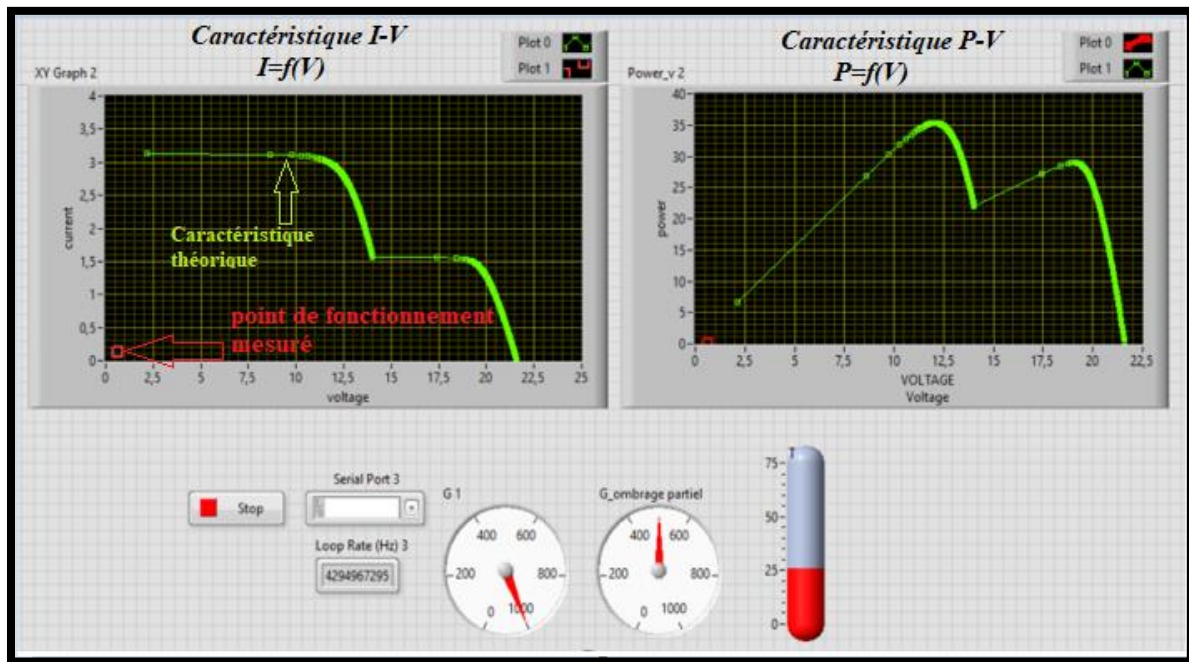 Caractéristique I-V
I=f(V)
XY Graph 2
Plot 0
Plot 1
4
3,5
3
2,5
2
1,5
1
0,5
0
current
0 2,5 5 7,5 10 12,5 15 17,5 20 22,5 25
voltage
Caractéristique
théorique
point de fonctionnement
mesuré
Caractéristique P-V
P=f(V)
Power_v 2
Plot 0
Plot 1
40
35
30
25
20
15
10
5
0
power
0 2,5 5 7,5 10 12,5 15 17,5 20 22,5
VOLTAGE
Voltage
Stop
Serial Port 3
Loop Rate (Hz) 3
4294967295
G 1
400 600
200 800
0 1000
G_ombrage partiel
400 600
200 800
0 1000
T
75
50
25
0